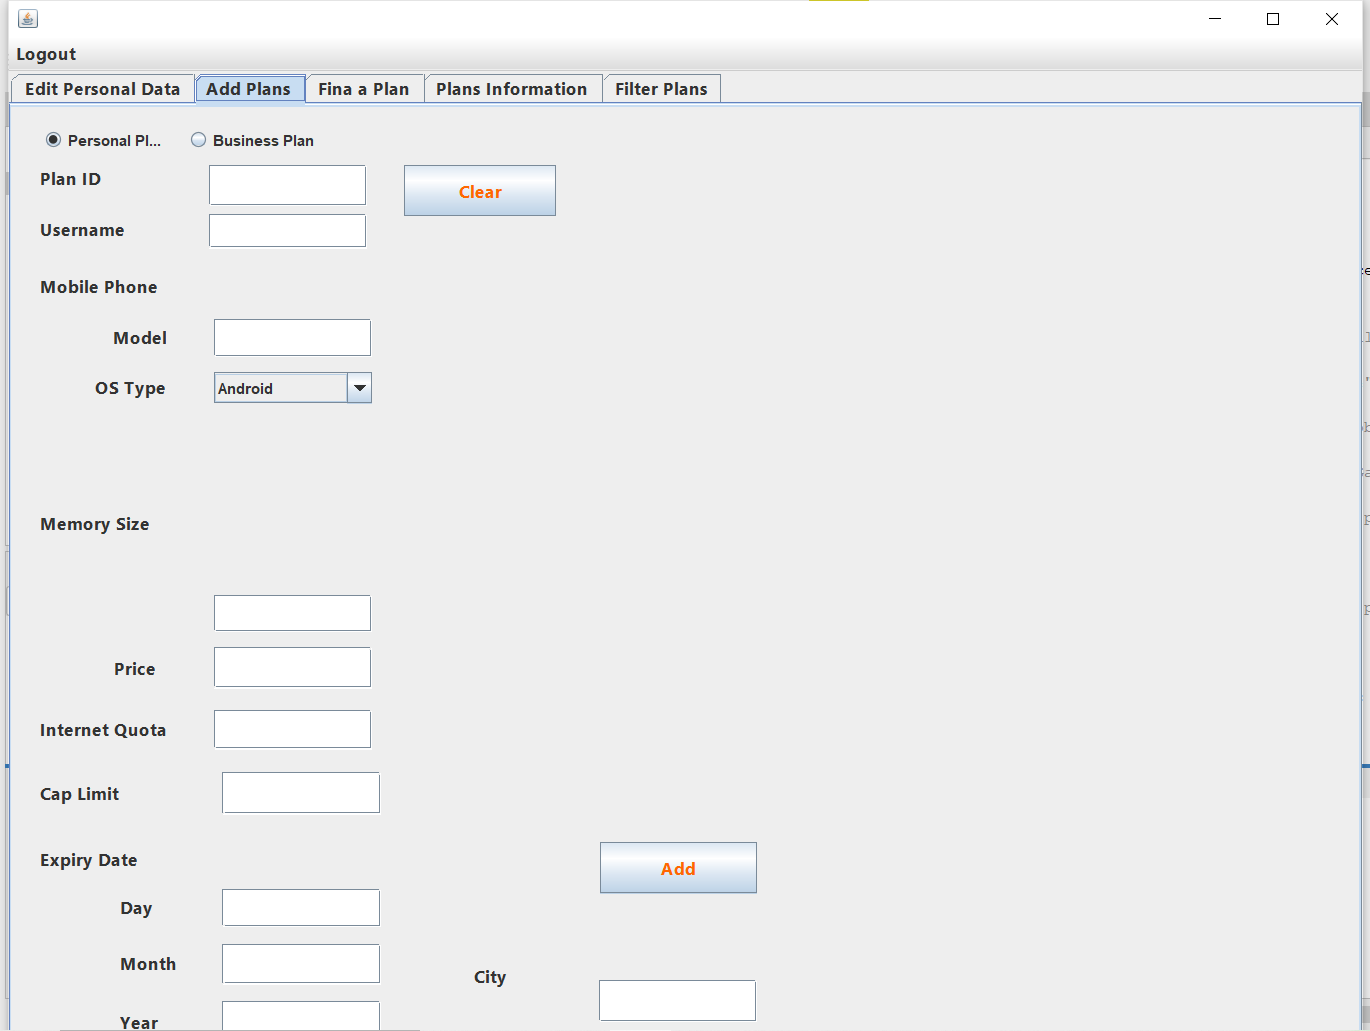 Logout
Edit Personal Data Add Plans Fina a Plan Plans Information Filter Plans
Personal Pl... Business Plan
Plan ID
Clear
Username
Mobile Phone
Model
OS Type Android
Memory Size
Price
Internet Quota
Cap Limit
Expiry Date
Add
Day
Month
City
Year